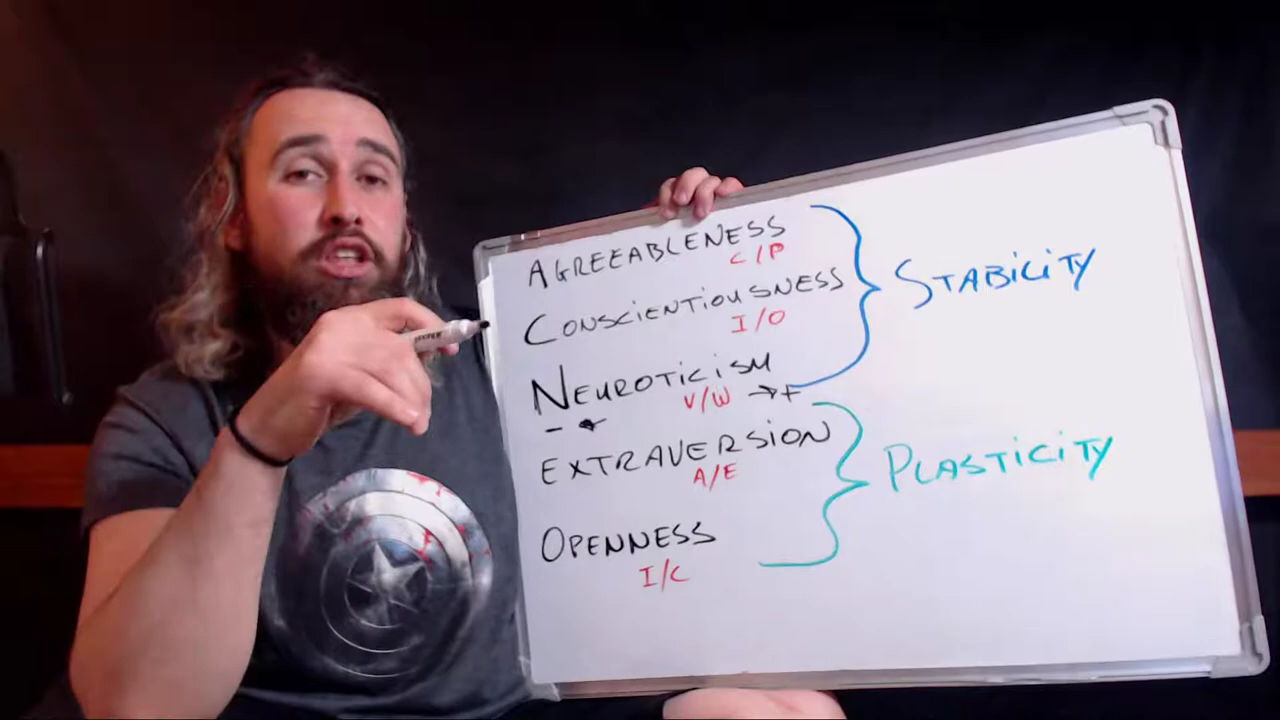 AGREEABLENESS
C/P
CONSCIENTIOUSNESS
I/O
STABILITY
NEUROTICISM
V/W → +
EXTRAVERSION
A/E
PLASTICITY
OPENNESS
I/C